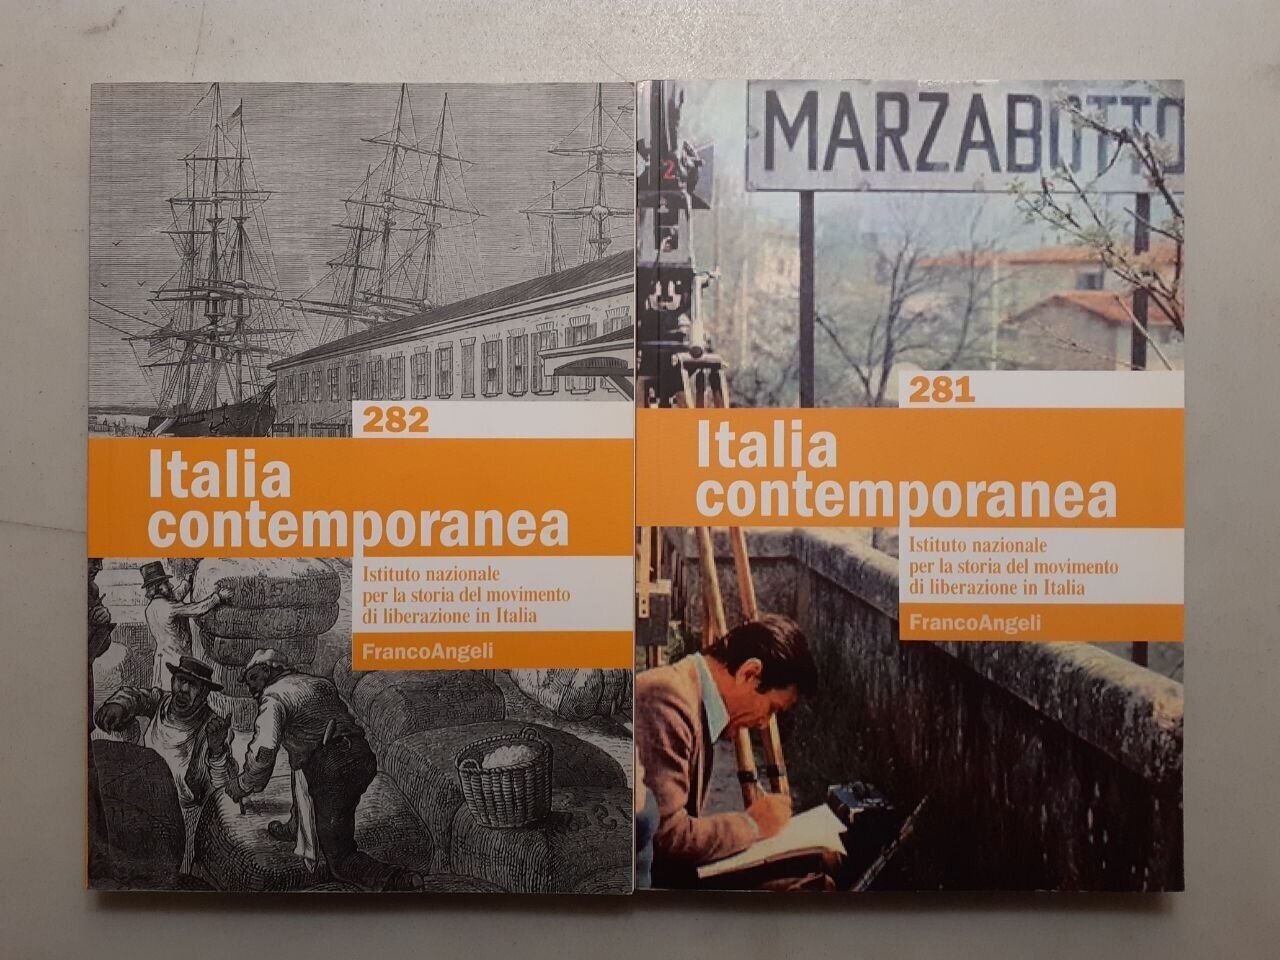 282
Italia
contemporanea
Istituto nazionale
per la storia del movimento
di liberazione in Italia
FrancoAngeli
MARZABOTTO
281
Italia
contemporanea
Istituto nazionale
per la storia del movimento
di liberazione in Italia
FrancoAngeli